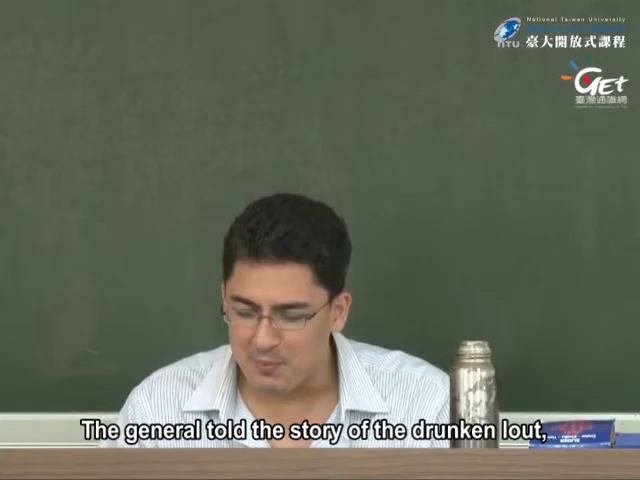 National Taiwan University
NTU
臺大開放式課程
GEt
臺灣通識網
The general told the story of the drunken lout,